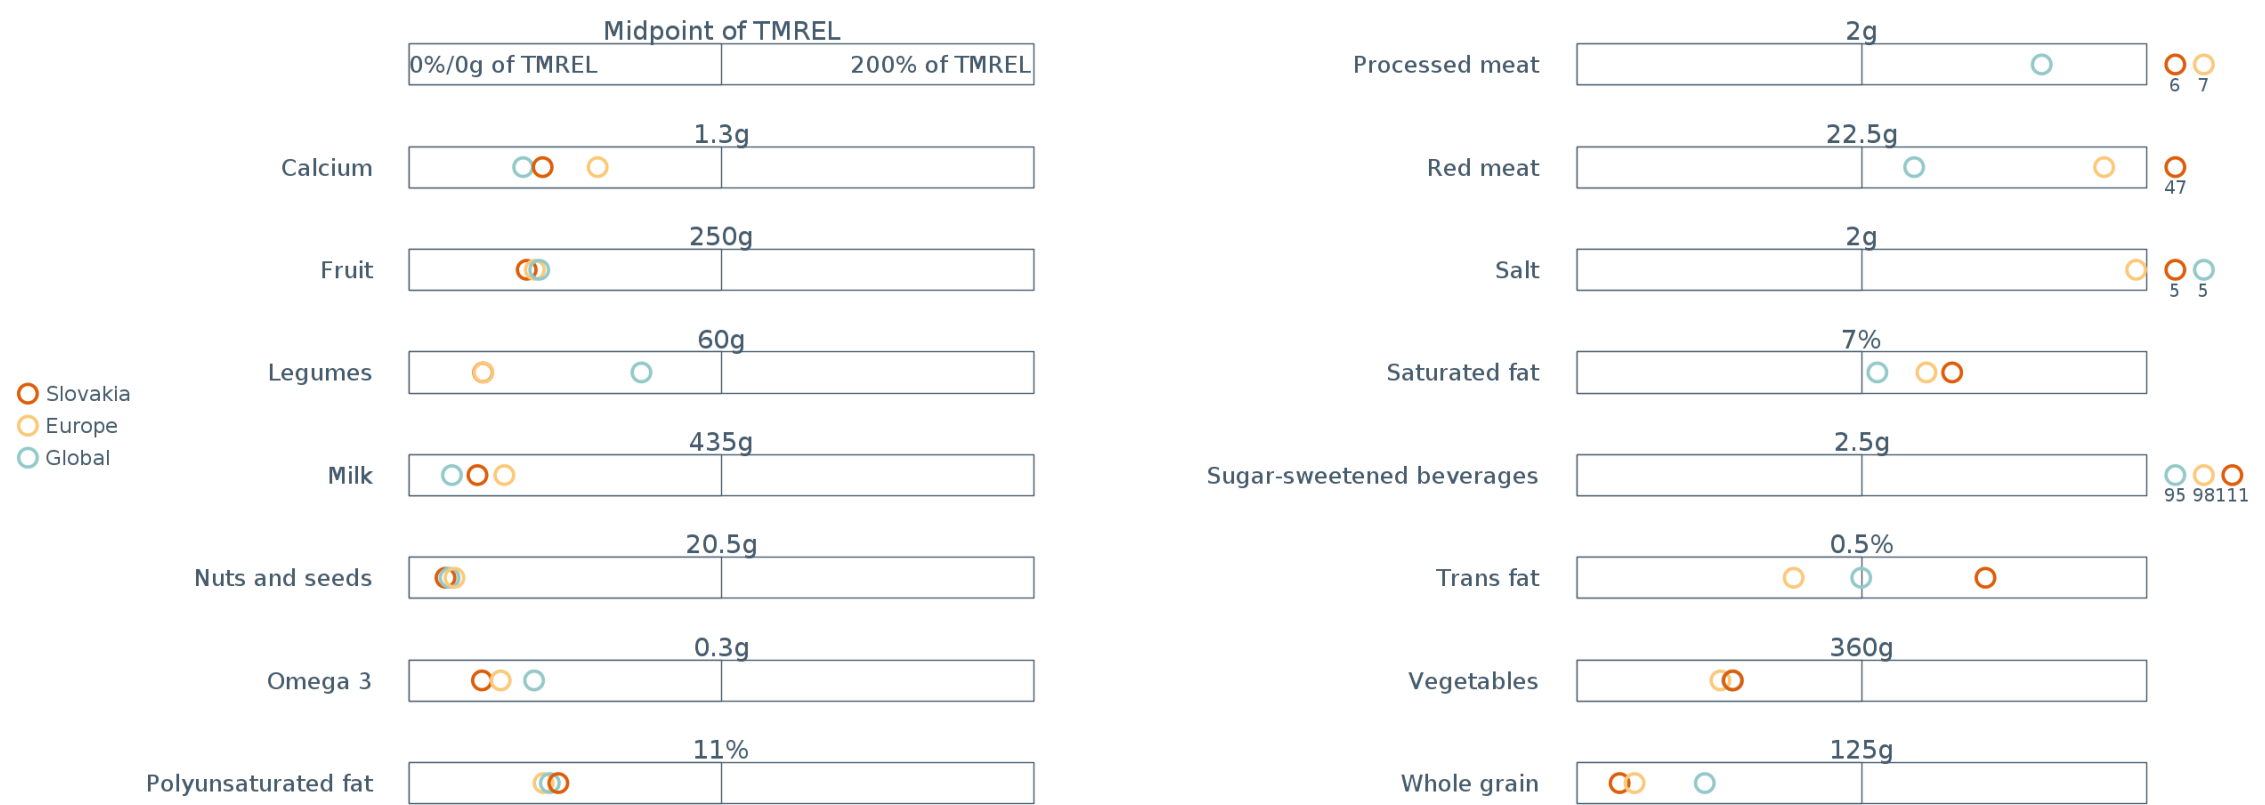 Midpoint of TMREL
0%/0g of TMREL
200% of TMREL
1.3g
Calcium
250g
Fruit
60g
Legumes
435g
Milk
20.5g
Nuts and seeds
0.3g
Omega 3
11%
Polyunsaturated fat
Slovakia
Europe
Global
2g
Processed meat
6 7
22.5g
Red meat
47
2g
Salt
5 5
7%
Saturated fat
2.5g
Sugar-sweetened beverages
95 98 111
0.5%
Trans fat
360g
Vegetables
125g
Whole grain